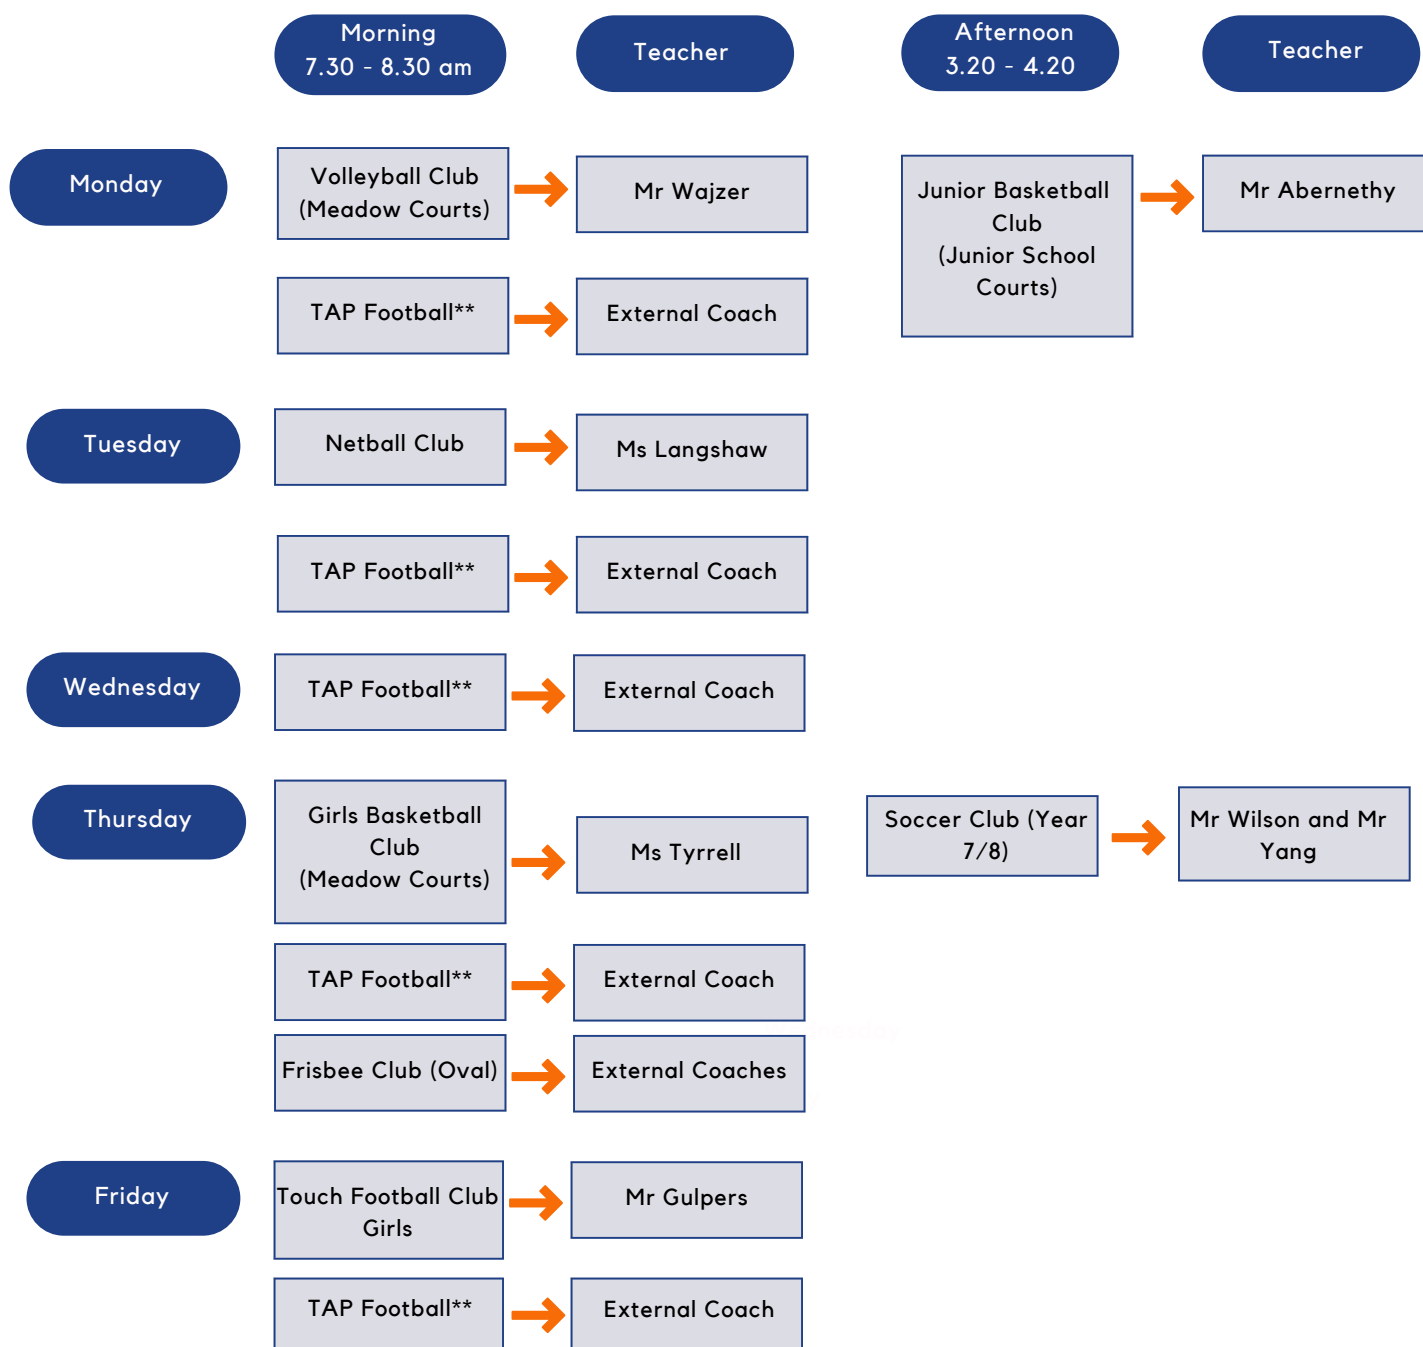 Morning
7.30 - 8.30 am
Teacher
Afternoon
3.20 - 4.20
Teacher
Monday
Volleyball Club
(Meadow Courts)
Mr Wajzer
Junior Basketball
Club
(Junior School
Courts)
Mr Abernethy
TAP Football**
External Coach
Tuesday
Netball Club
Ms Langshaw
TAP Football**
External Coach
Wednesday
TAP Football**
External Coach
Thursday
Girls Basketball
Club
(Meadow Courts)
Ms Tyrrell
Soccer Club (Year
7/8)
Mr Wilson and Mr
Yang
TAP Football**
External Coach
Frisbee Club (Oval)
External Coaches
Friday
Touch Football Club
Girls
Mr Gulpers
TAP Football**
External Coach